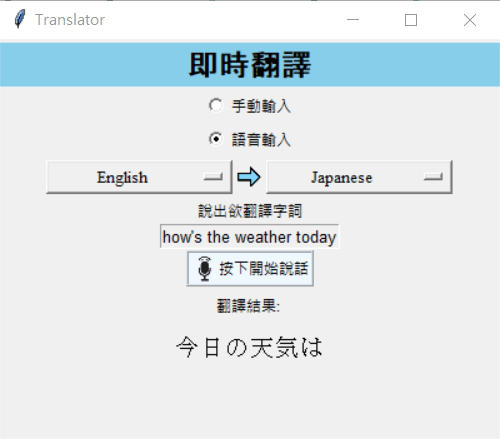 Translator
即時翻譯
手動輸入
語音輸入
English Japanese
說出欲翻譯字詞
how's the weather today
按下開始說話
翻譯結果:
今日の天気は